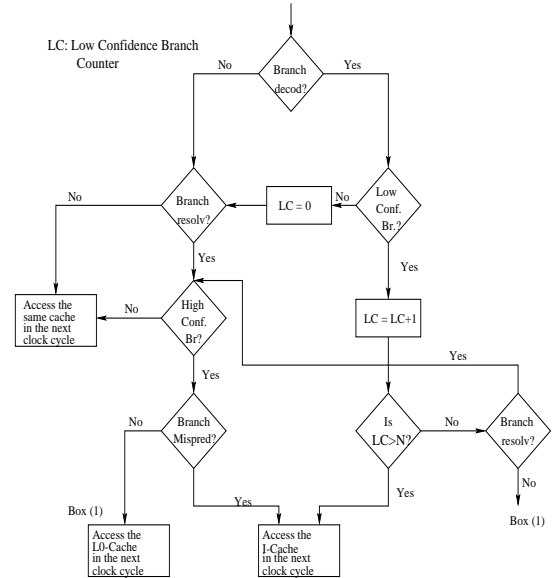 LC: Low Confidence Branch
Counter
Branch
decod?
No
Yes
Branch
resolv?
No
LC = 0
No
Low
Conf.
Br.?
Yes
Yes
Access the
same cache
in the next
clock cycle
No
High
Conf.
Br?
LC = LC+1
Yes
Yes
No
Branch
Mispred?
Is
LC>N?
No
Branch
resolv?
Yes
Yes
No
Box (1)
Box (1)
Access the
L0-Cache
in the next
clock cycle
Access the
I-Cache
in the next
clock cycle